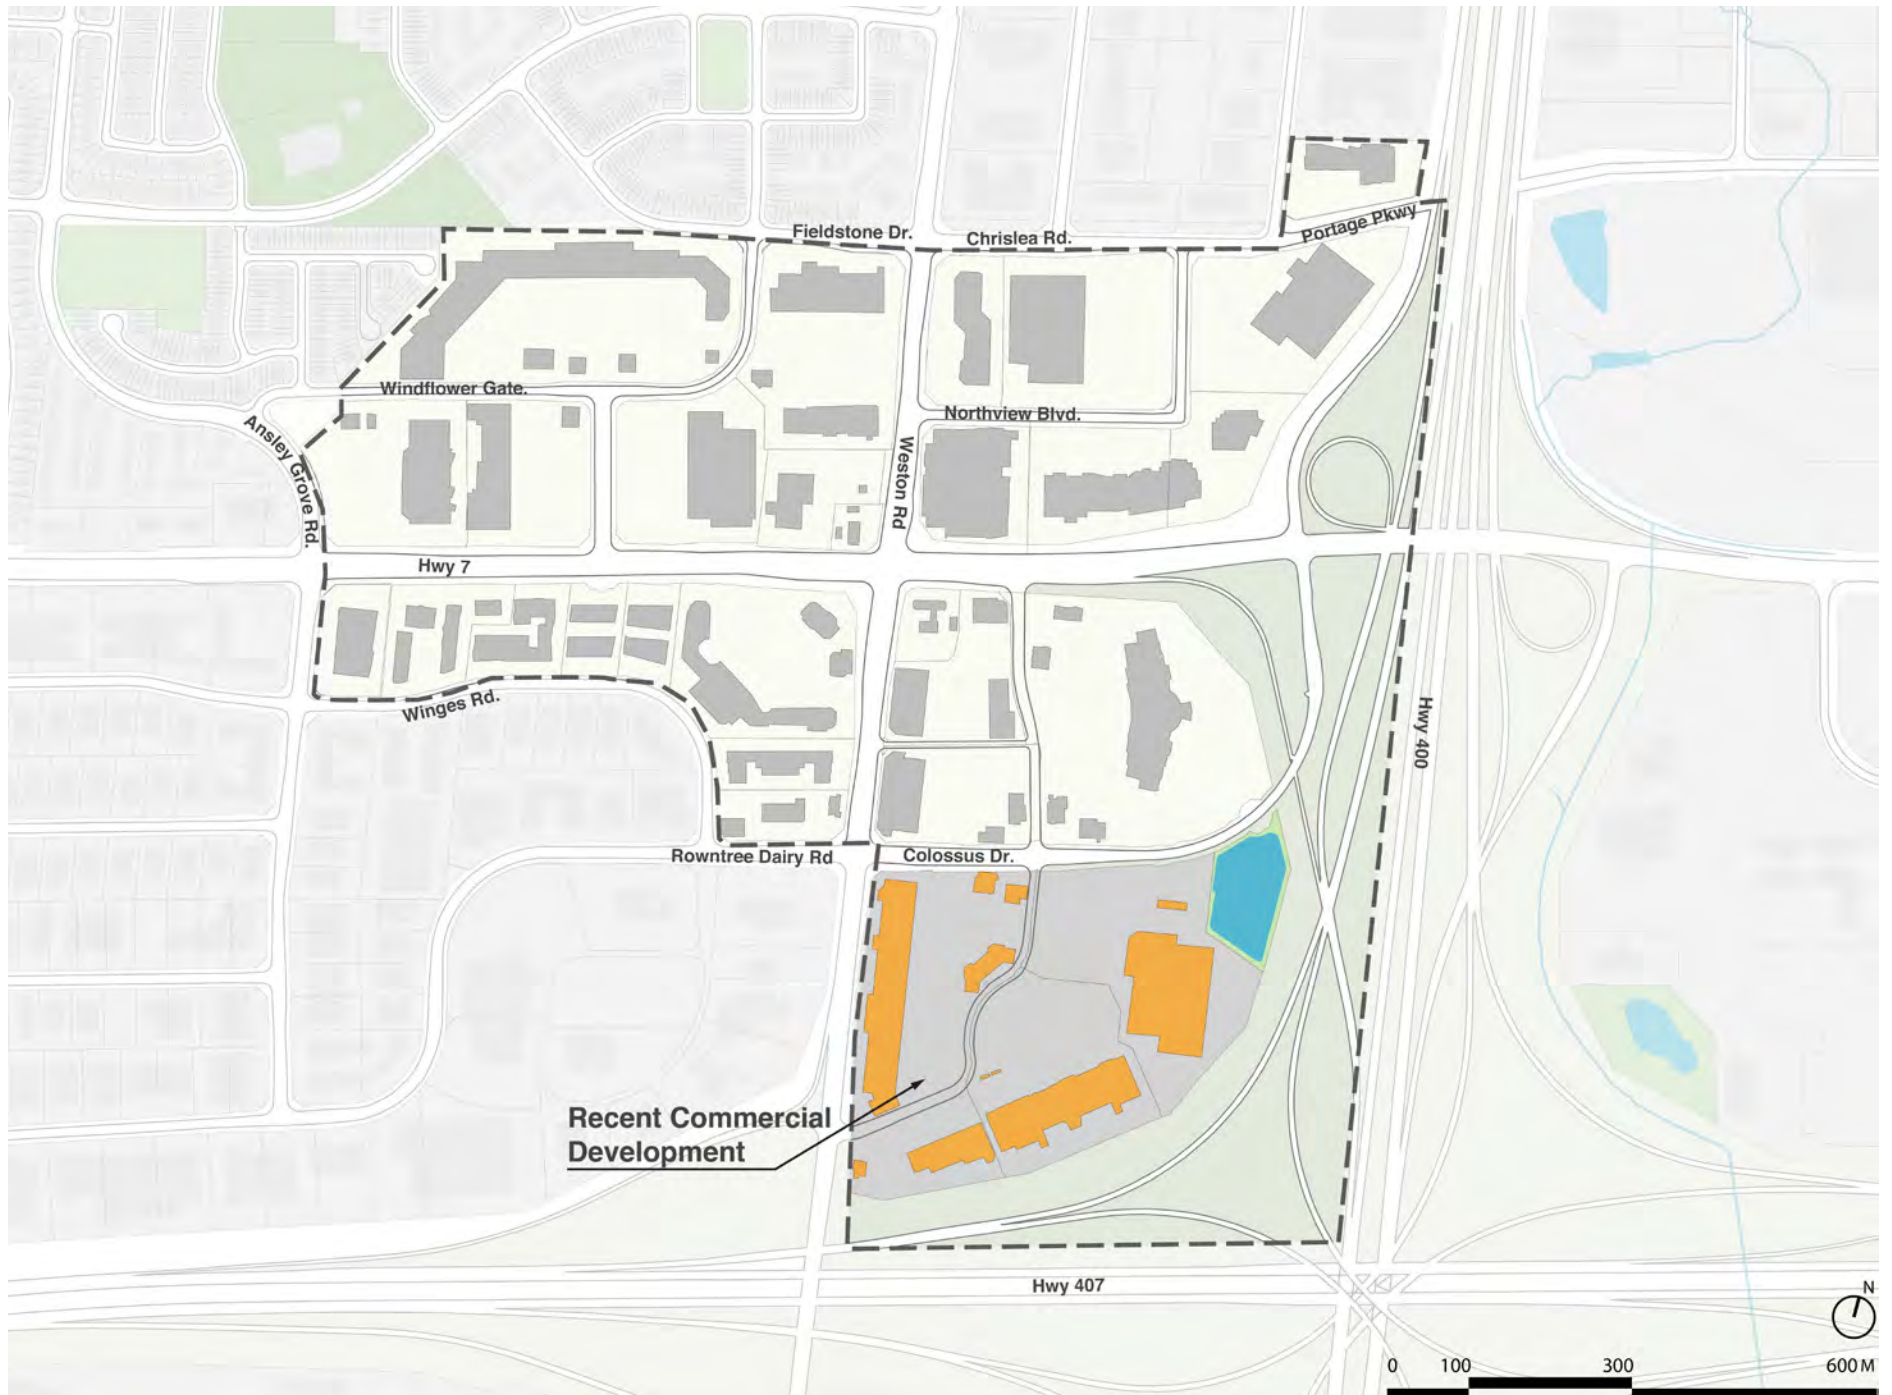 Fieldstone Dr.
Chrislea Rd.
Portage Pkwy
Windflower Gate.
Northview Blvd.
Ansley Grove Rd.
Weston Rd
Hwy 7
Winges Rd.
Hwy 400
Rowntree Dairy Rd
Colossus Dr.
Recent Commercial
Development
Hwy 407
N
0 100 300 600 M